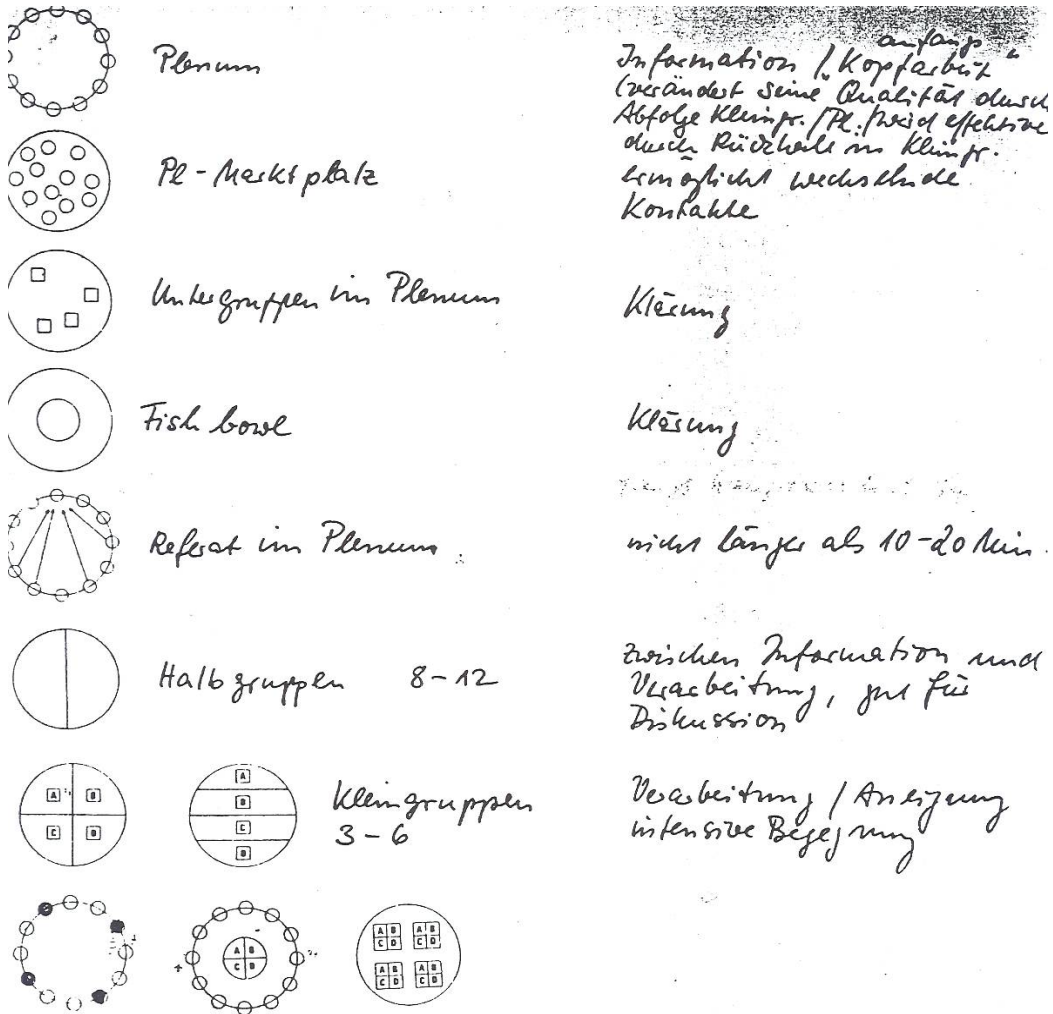 Plenum
anfangs
Information / "Kopfarbeit"
(verändert seine Qualität durch
Abfolge Kleingr. / Pl. / wird effektive
durch Rückhalt in Kleingr.
Pl - Marktplatz
ermöglicht wechselnde
Kontakte
Untergruppen im Plenum
Klärung
Fish bowl
Klärung
Referat im Plenum
nicht länger als 10-20 Min.
Halbgruppen 8-12
zwischen Information und
Verarbeitung, gut für
Diskussion
A B
C D
A
B
C
D
Kleingruppen
3-6
Verarbeitung / Aneignung
intensive Begegnung
A B
C D
A B A B
C D C D
A B A B
C D C D